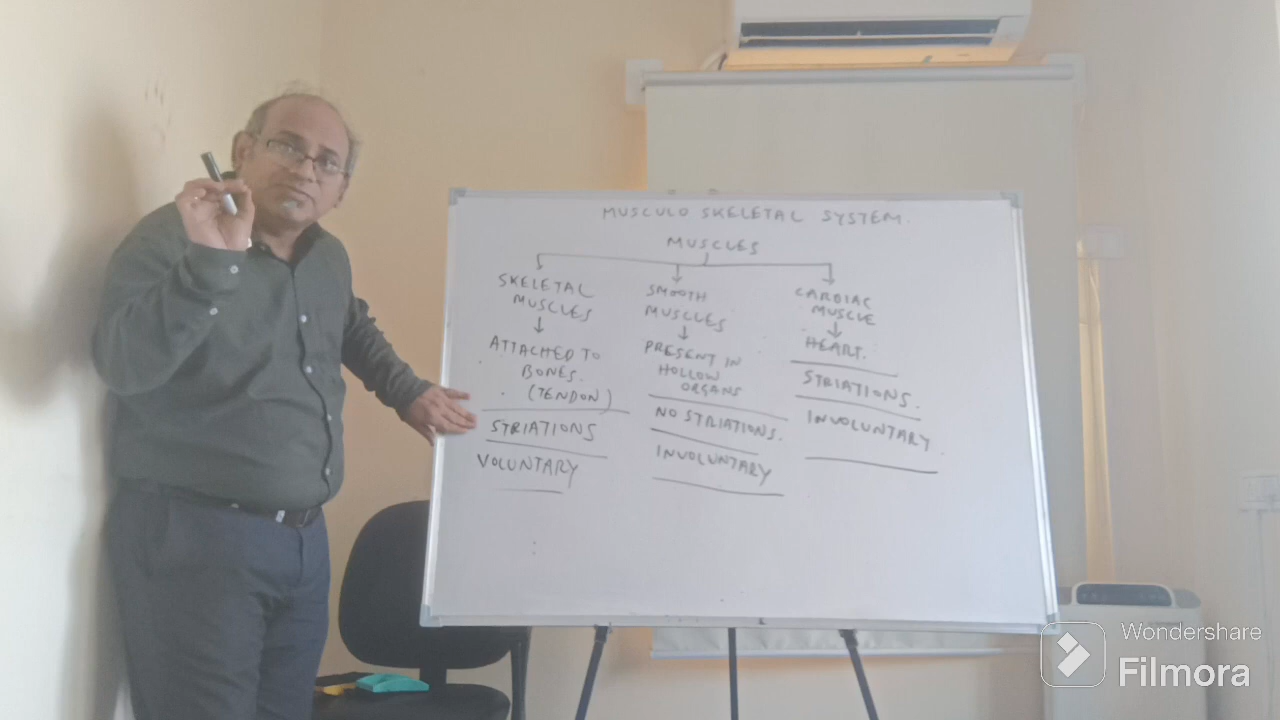 MUSCULO SKELETAL SYSTEM.
MUSCLES
SKELETAL
MUSCLES
ATTACHED TO
BONES.
(TENDON)
STRIATIONS
VOLUNTARY
SMOOTH
MUSCLES
PRESENT IN
HOLLOW
ORGANS
NO STRIATIONS.
INVOLUNTARY
CARDIAC
MUSCLE
HEART.
STRIATIONS.
INVOLUNTARY
Wondershare
Filmora